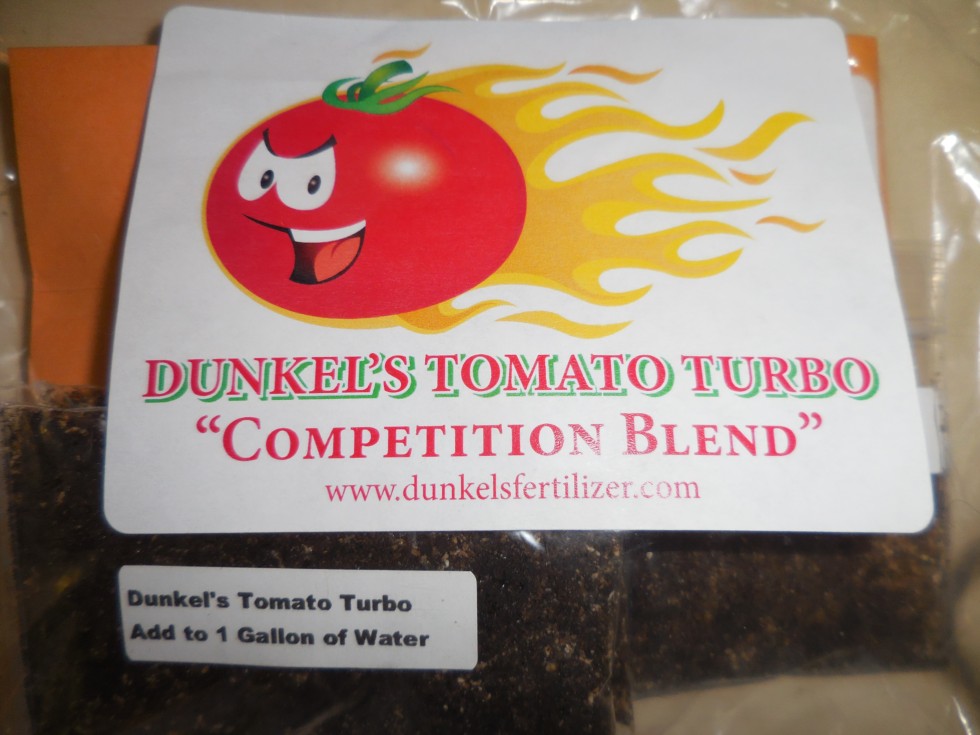 DUNKEL'S TOMATO TURBO
"COMPETITION BLEND"
www.dunkelsfertilizer.com
Dunkel's Tomato Turbo
Add to 1 Gallon of Water